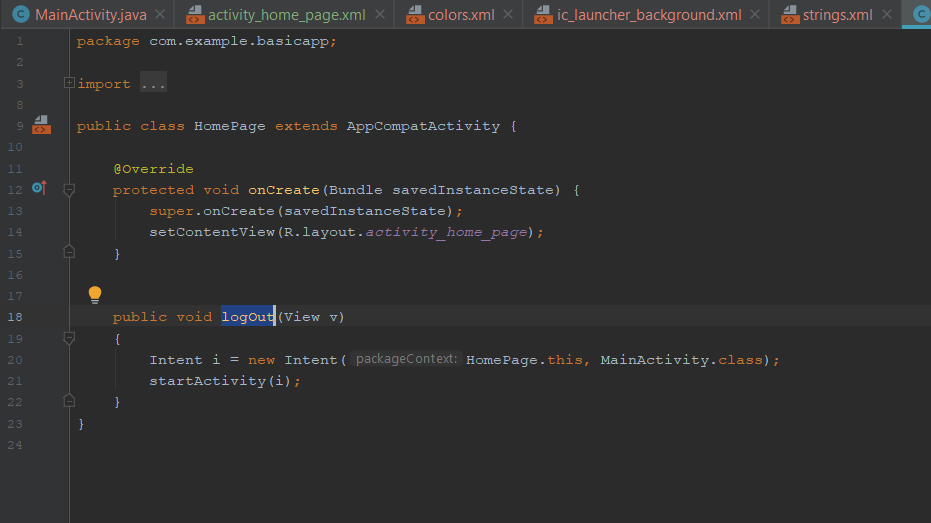 MainActivity.java activity_home_page.xml colors.xml ic_launcher_background.xml strings.xml
1 package com.example.basicapp;
2
3 import ...
8
9 public class HomePage extends AppCompatActivity {
10
11 @Override
12 protected void onCreate(Bundle savedInstanceState) {
13 super.onCreate(savedInstanceState);
14 setContentView(R.layout.activity_home_page);
15 }
16
17
18 public void logOut(View v)
19 {
20 Intent i = new Intent( packageContext: HomePage.this, MainActivity.class);
21 startActivity(i);
22 }
23 }
24